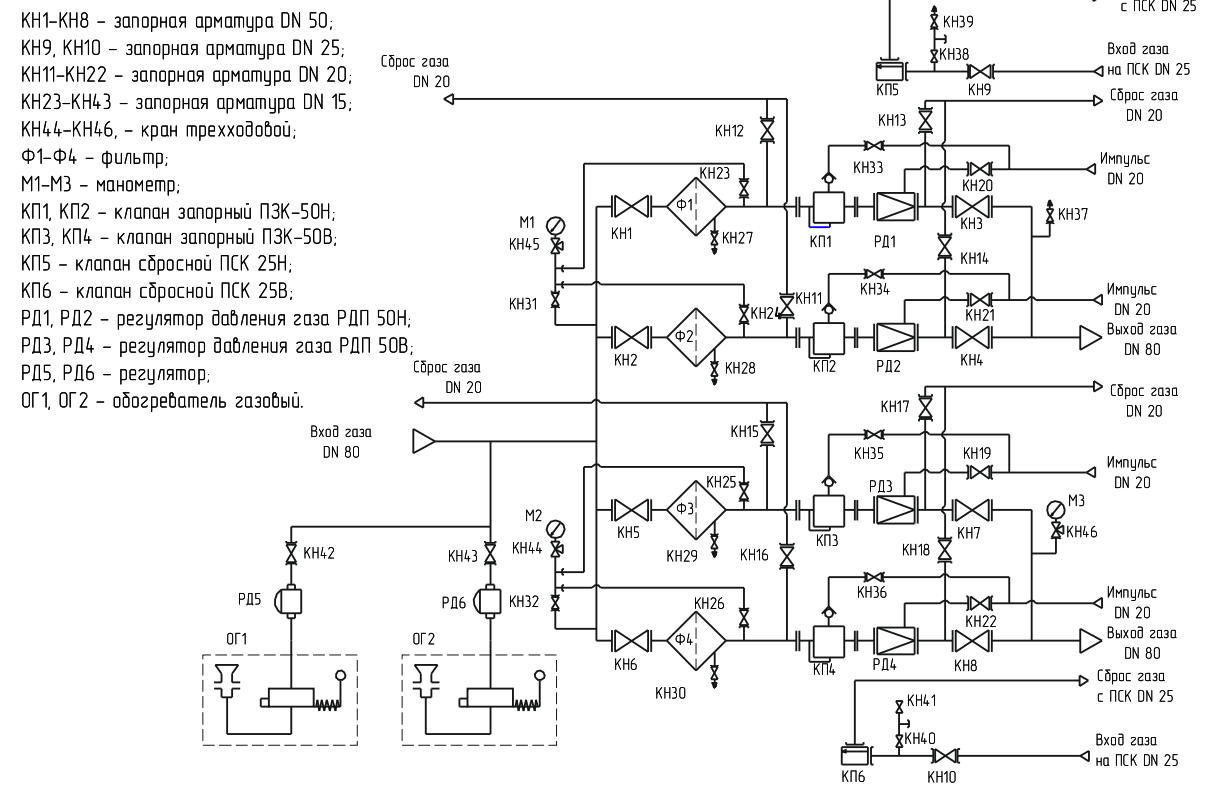 КН1–КН8 – запорная арматура DN 50;
КН9, КН10 – запорная арматура DN 25;
КН11–КН22 – запорная арматура DN 20;
КН23–КН43 – запорная арматура DN 15;
КН44–КН46, – кран трехходовой;
Ф1–Ф4 – фильтр;
М1–М3 – манометр;
КП1, КП2 – клапан запорный ПЗК–50Н;
КП3, КП4 – клапан запорный ПЗК–50В;
КП5 – клапан сбросной ПСК 25Н;
КП6 – клапан сбросной ПСК 25В;
РД1, РД2 – регулятор давления газа РДП 50Н;
РД3, РД4 – регулятор давления газа РДП 50В;
РД5, РД6 – регулятор;
ОГ1, ОГ2 – обогреватель газовый.
с ПСК DN 25
КН39
КН38
КП5
КН9
Вход газа
на ПСК DN 25
Сброс газа
DN 20
КН12
КН13
Сброс газа
DN 20
КН33
КН23
КН20
Импульс
DN 20
Ф1
КН1
КН27
КП1
РД1
КН3
КН37
М1
КН45
КН14
КН31
КН34
КН24
КН11
КН21
Импульс
DN 20
Ф2
КН2
КН28
КП2
РД2
КН4
Выход газа
DN 80
Сброс газа
DN 20
КН15
КН17
Сброс газа
DN 20
Вход газа
DN 80
КН35
КН25
КН19
Импульс
DN 20
РД3
Ф3
КН5
КН29
КП3
КН7
М3
КН46
М2
КН44
КН16
КН18
КН42
КН43
РД5
РД6
КН32
КН36
КН26
КН22
Импульс
DN 20
Ф4
КН6
КН30
КП4
РД4
КН8
Выход газа
DN 80
ОГ1
ОГ2
Сброс газа
с ПСК DN 25
КН41
КН40
КП6
КН10
Вход газа
на ПСК DN 25